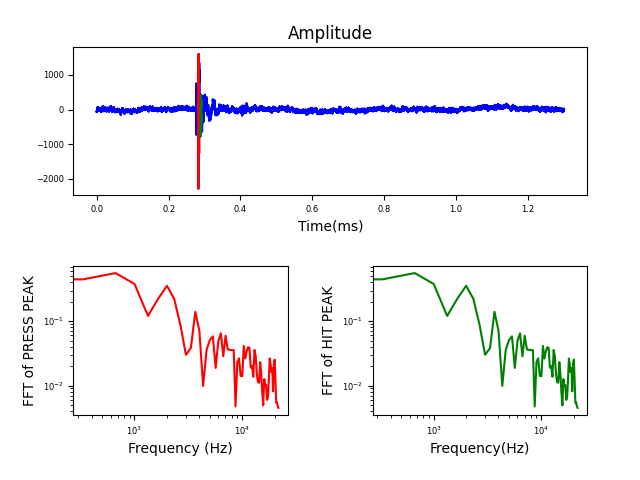 Amplitude
1000
0
−1000
−2000
0.0 0.2 0.4 0.6 0.8 1.0 1.2
Time(ms)
FFT of PRESS PEAK
10⁻¹
10⁻²
10³ 10⁴
Frequency (Hz)
FFT of HIT PEAK
10⁻¹
10⁻²
10³ 10⁴
Frequency(Hz)